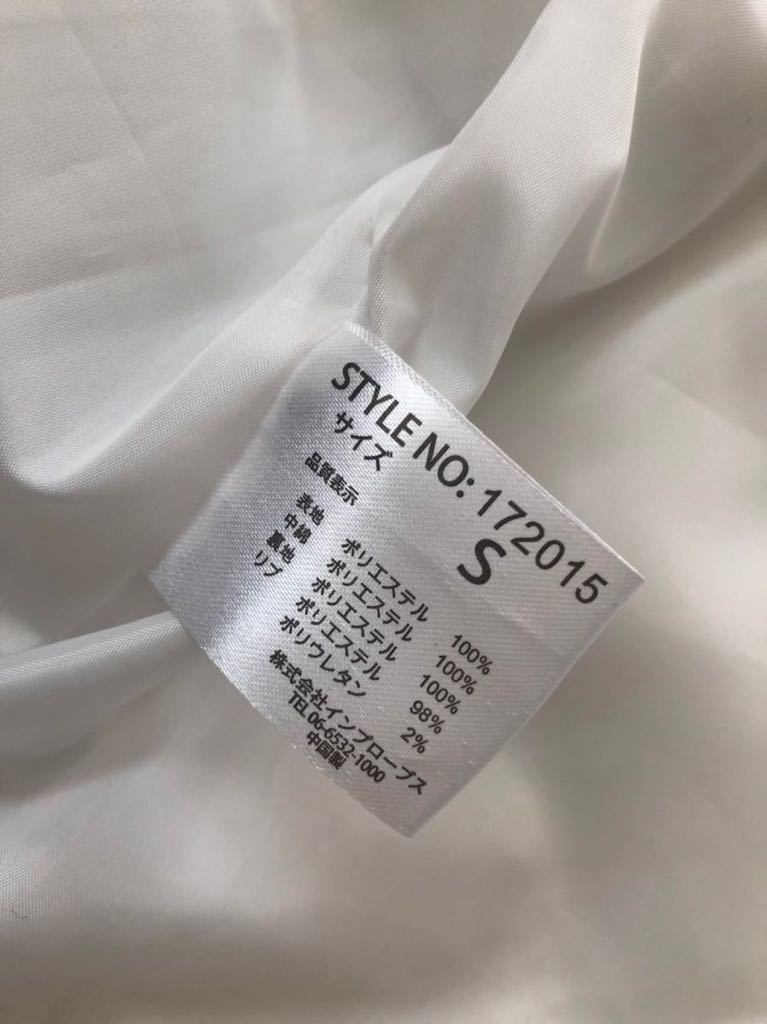 STYLE NO: 172015
サイズ S
品質表示
表地 ポリエステル 100%
中綿 ポリエステル 100%
裏地 ポリエステル 100%
リブ ポリエステル 98%
ポリウレタン 2%
株式会社インプローブス
TEL06-6532-1000
中国製